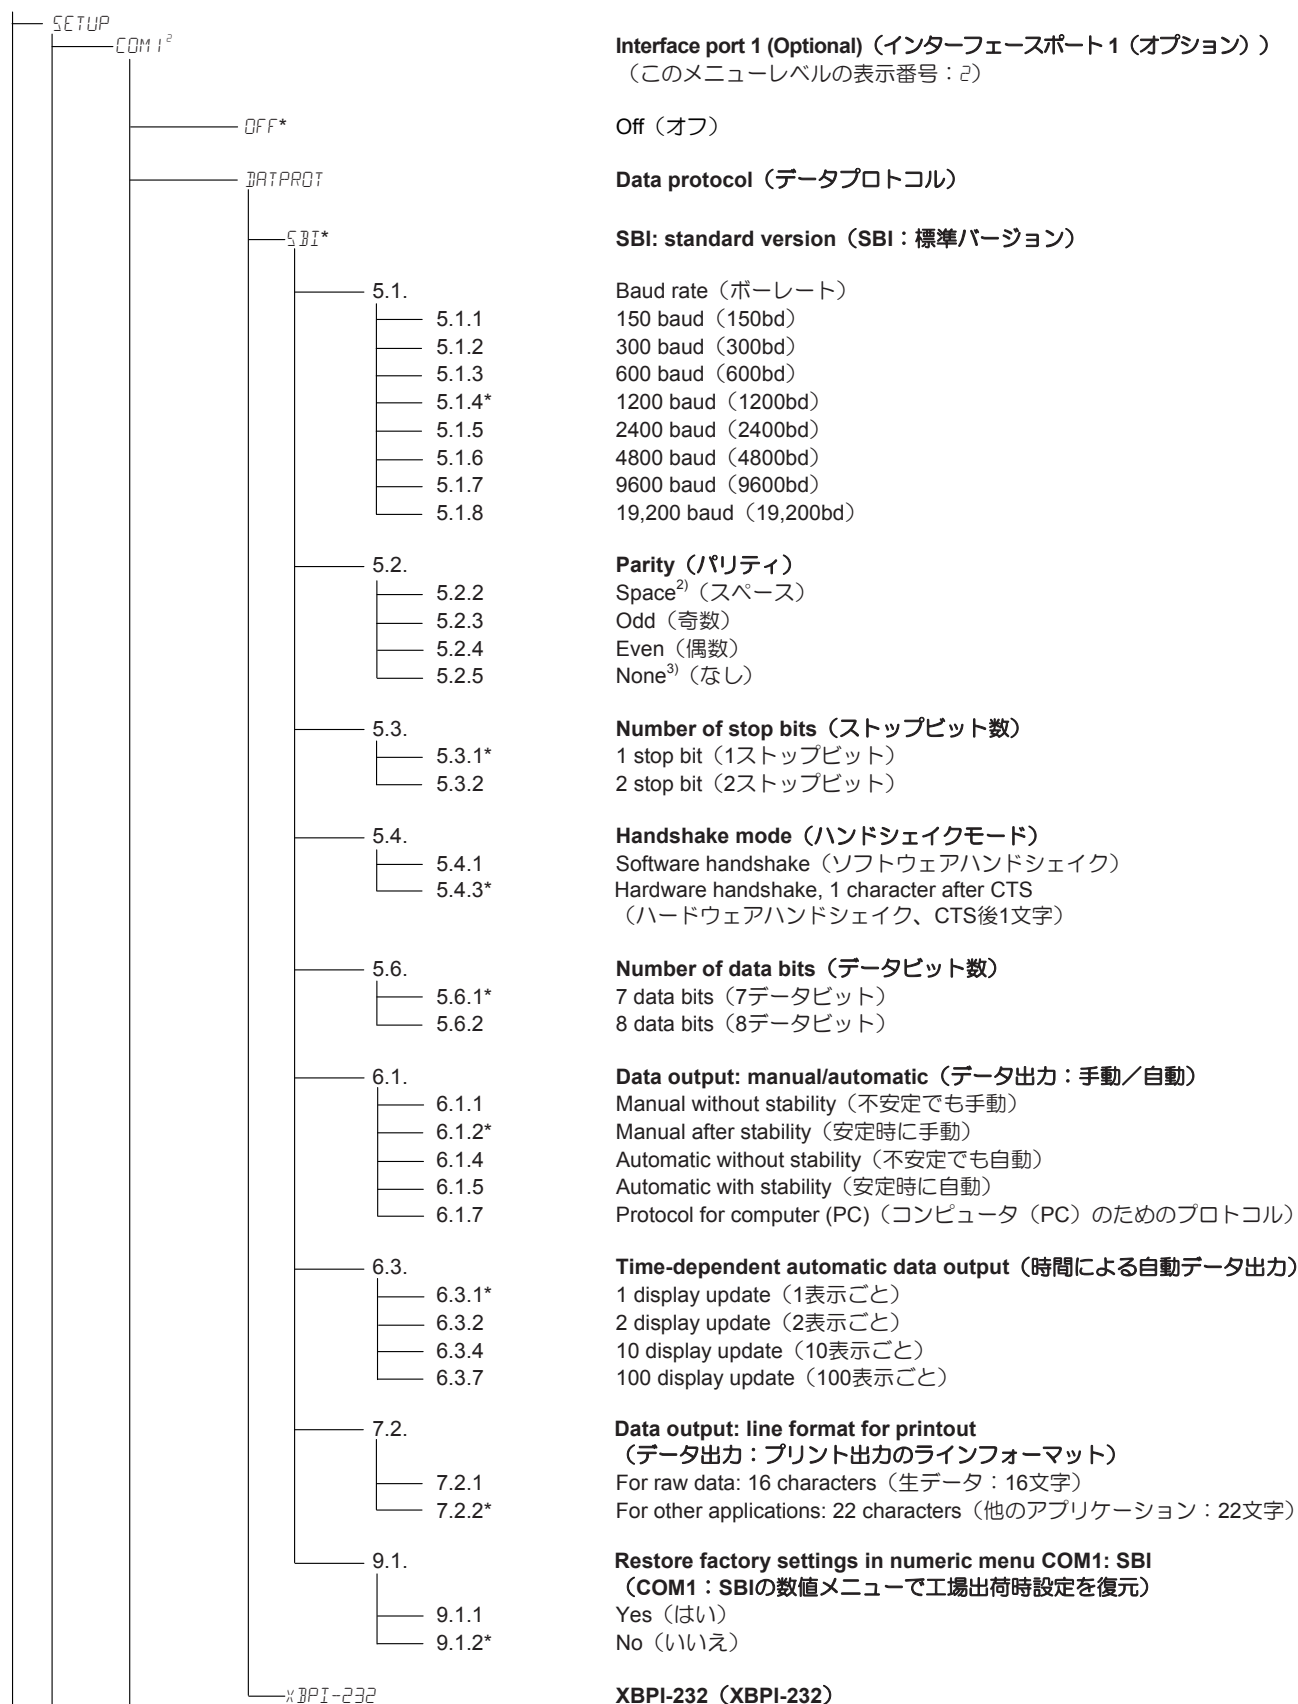 SETUP
COM1²
Interface port 1 (Optional)（インターフェースポート1（オプション））
（このメニューレベルの表示番号：2）
OFF* Off（オフ）
DATPROT Data protocol（データプロトコル）
SBI* SBI: standard version（SBI：標準バージョン）
5.1. Baud rate（ボーレート）
5.1.1 150 baud（150bd）
5.1.2 300 baud（300bd）
5.1.3 600 baud（600bd）
5.1.4* 1200 baud（1200bd）
5.1.5 2400 baud（2400bd）
5.1.6 4800 baud（4800bd）
5.1.7 9600 baud（9600bd）
5.1.8 19,200 baud（19,200bd）
5.2. Parity（パリティ）
5.2.2 Space²⁾（スペース）
5.2.3 Odd（奇数）
5.2.4 Even（偶数）
5.2.5 None³⁾（なし）
5.3. Number of stop bits（ストップビット数）
5.3.1* 1 stop bit（1ストップビット）
5.3.2 2 stop bit（2ストップビット）
5.4. Handshake mode（ハンドシェイクモード）
5.4.1 Software handshake（ソフトウェアハンドシェイク）
5.4.3* Hardware handshake, 1 character after CTS
（ハードウェアハンドシェイク、CTS後1文字）
5.6. Number of data bits（データビット数）
5.6.1* 7 data bits（7データビット）
5.6.2 8 data bits（8データビット）
6.1. Data output: manual/automatic（データ出力：手動／自動）
6.1.1 Manual without stability（不安定でも手動）
6.1.2* Manual after stability（安定時に手動）
6.1.4 Automatic without stability（不安定でも自動）
6.1.5 Automatic with stability（安定時に自動）
6.1.7 Protocol for computer (PC)（コンピュータ（PC）のためのプロトコル）
6.3. Time-dependent automatic data output（時間による自動データ出力）
6.3.1* 1 display update（1表示ごと）
6.3.2 2 display update（2表示ごと）
6.3.4 10 display update（10表示ごと）
6.3.7 100 display update（100表示ごと）
7.2. Data output: line format for printout
（データ出力：プリント出力のラインフォーマット）
7.2.1 For raw data: 16 characters（生データ：16文字）
7.2.2* For other applications: 22 characters（他のアプリケーション：22文字）
9.1. Restore factory settings in numeric menu COM1: SBI
（COM1：SBIの数値メニューで工場出荷時設定を復元）
9.1.1 Yes（はい）
9.1.2* No（いいえ）
XBPI-232 XBPI-232（XBPI-232）